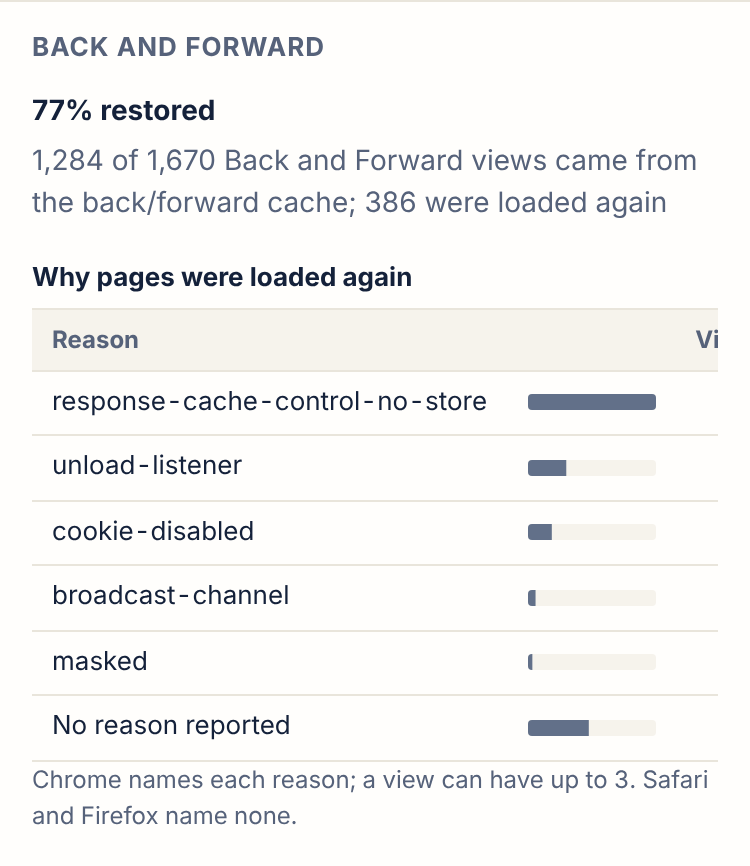 BACK AND FORWARD
77% restored
1,284 of 1,670 Back and Forward views came from
the back/forward cache; 386 were loaded again
Why pages were loaded again
Reason Vi
response-cache-control-no-store
unload-listener
cookie-disabled
broadcast-channel
masked
No reason reported
Chrome names each reason; a view can have up to 3. Safari
and Firefox name none.